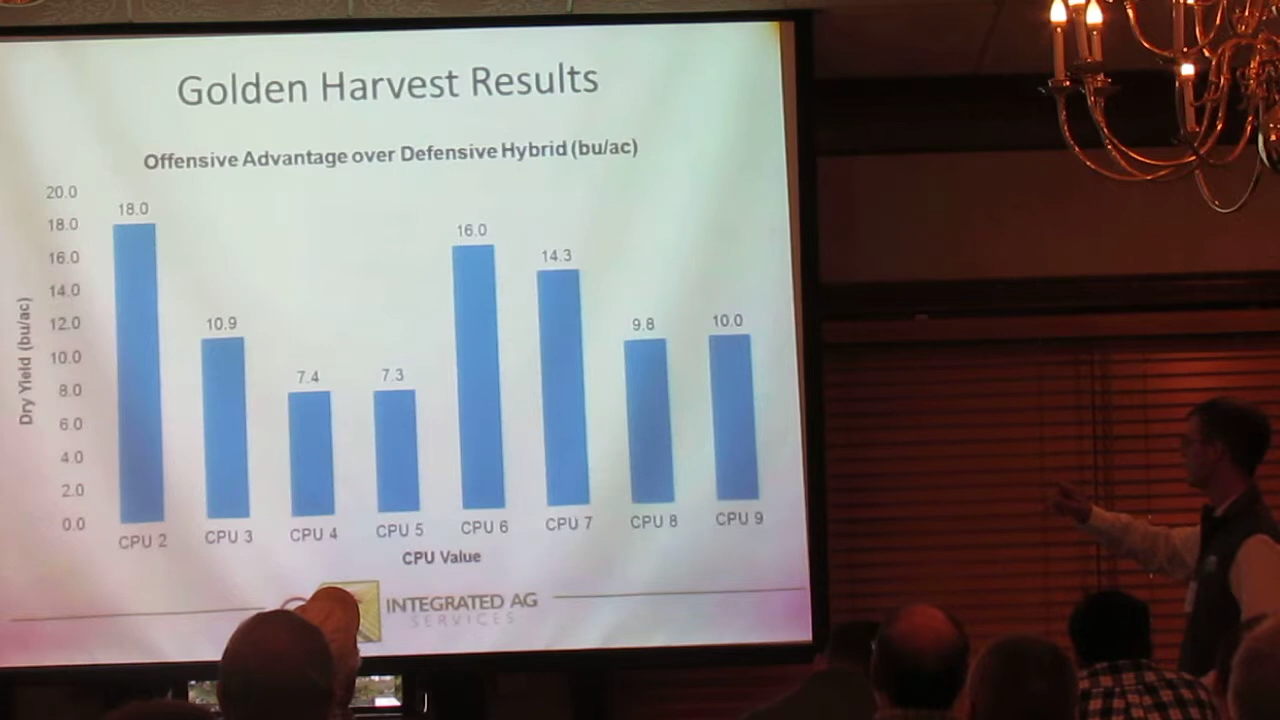 Golden Harvest Results
Offensive Advantage over Defensive Hybrid (bu/ac)
20.0
18.0
16.0
14.0
12.0
10.0
8.0
6.0
4.0
2.0
0.0
Dry Yield (bu/ac)
18.0
10.9
7.4
7.3
16.0
14.3
9.8
10.0
CPU 2
CPU 3
CPU 4
CPU 5
CPU 6
CPU 7
CPU 8
CPU 9
CPU Value
INTEGRATED AG
SERVICES